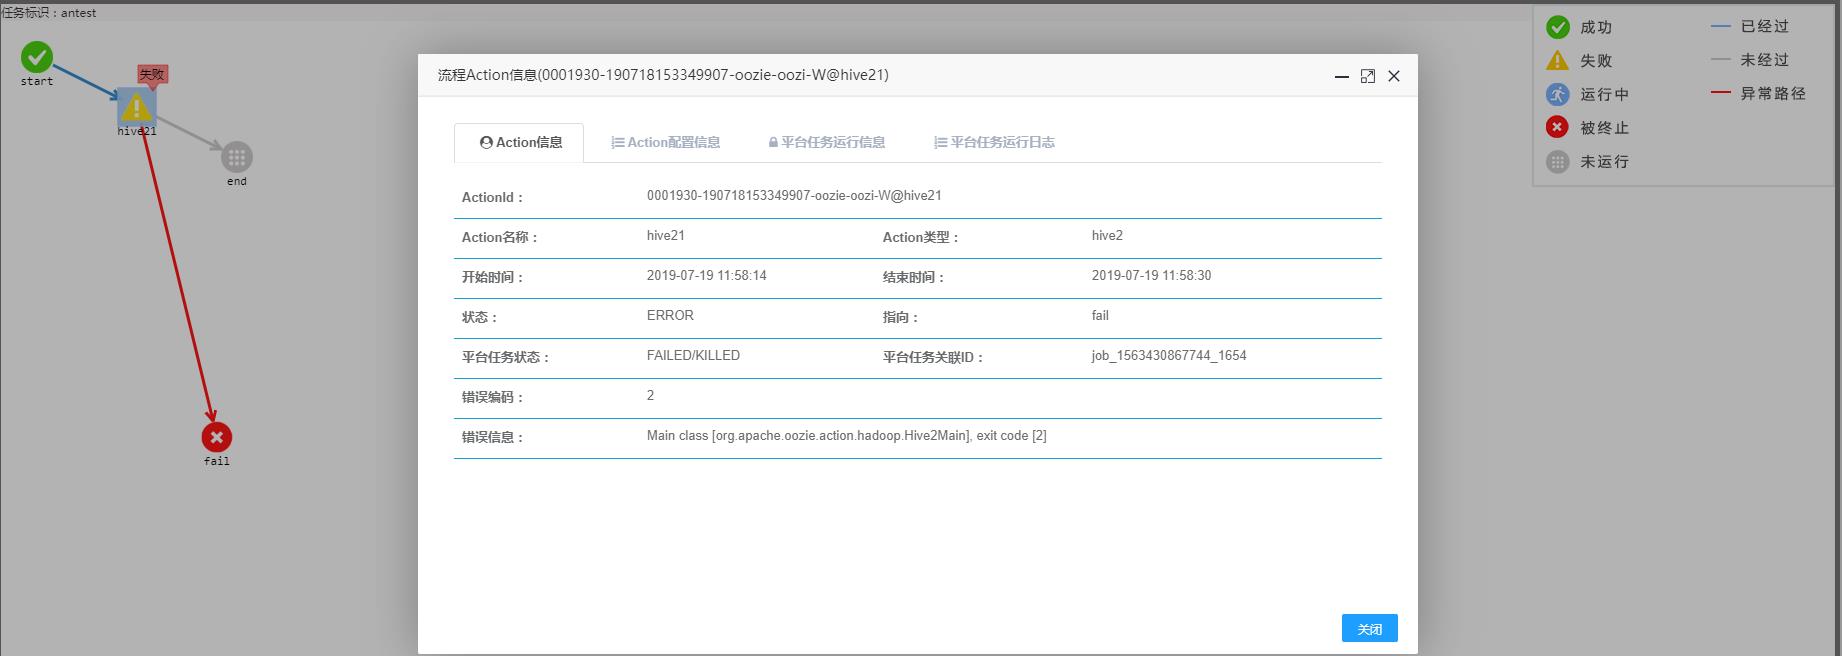 任务标识：antest
start
失败
hive21
end
fail
成功
失败
运行中
被终止
未运行
已经过
未经过
异常路径
流程Action信息(0001930-190718153349907-oozie-oozi-W@hive21)
Action信息 Action配置信息 平台任务运行信息 平台任务运行日志
ActionId： 0001930-190718153349907-oozie-oozi-W@hive21
Action名称： hive21 Action类型： hive2
开始时间： 2019-07-19 11:58:14 结束时间： 2019-07-19 11:58:30
状态： ERROR 指向： fail
平台任务状态： FAILED/KILLED 平台任务关联ID： job_1563430867744_1654
错误编码： 2
错误信息： Main class [org.apache.oozie.action.hadoop.Hive2Main], exit code [2]
关闭